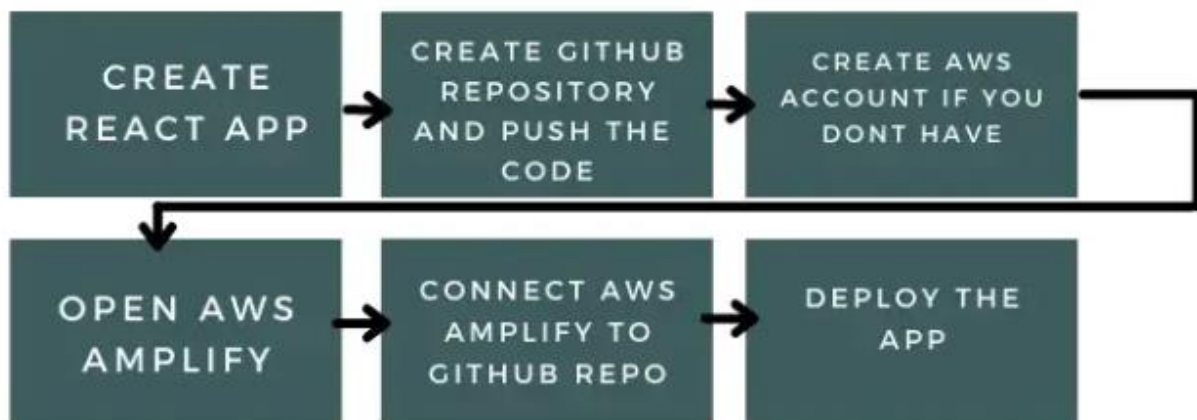 CREATE
REACT APP
CREATE GITHUB
REPOSITORY
AND PUSH THE
CODE
CREATE AWS
ACCOUNT IF YOU
DONT HAVE
OPEN AWS
AMPLIFY
CONNECT AWS
AMPLIFY TO
GITHUB REPO
DEPLOY THE
APP